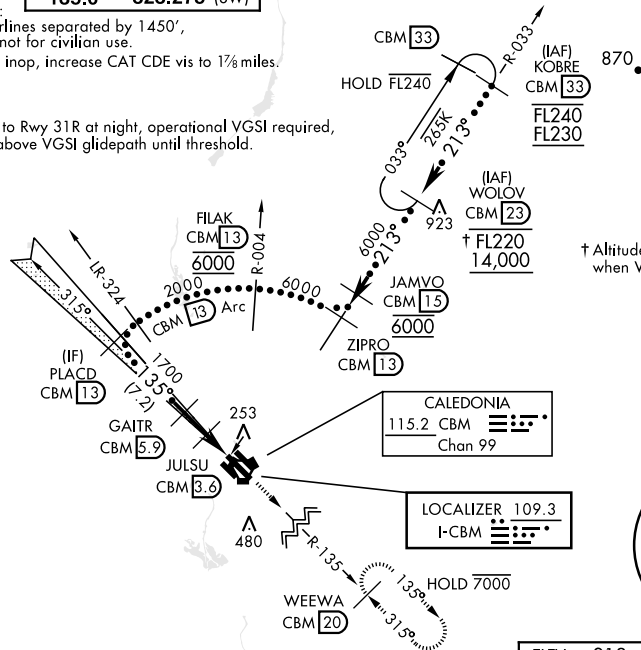 rlines separated by 1450',
not for civilian use.
inop, increase CAT CDE vis to 1⅞ miles.
to Rwy 31R at night, operational VGSI required,
above VGSI glidepath until threshold.
CBM 33
HOLD FL240
R-033
(IAF)
KOBRE
CBM 33
FL240
FL230
870
033°
265K
213°
(IAF)
WOLOV
CBM 23
† FL220
14,000
923
† Altitude
when V
6000
213°
FILAK
CBM 13
6000
R-004
LR-324
2000
6000
CBM 13 Arc
JAMVO
CBM 15
6000
ZIPRO
CBM 13
315°
(IF)
PLACD
CBM 13
1700
135°
(7.2)
GAITR
CBM 5.9
JULSU
CBM 3.6
253
480
CALEDONIA
115.2 CBM
Chan 99
LOCALIZER 109.3
I-CBM
R-135
WEEWA
CBM 20
HOLD 7000
135°
315°